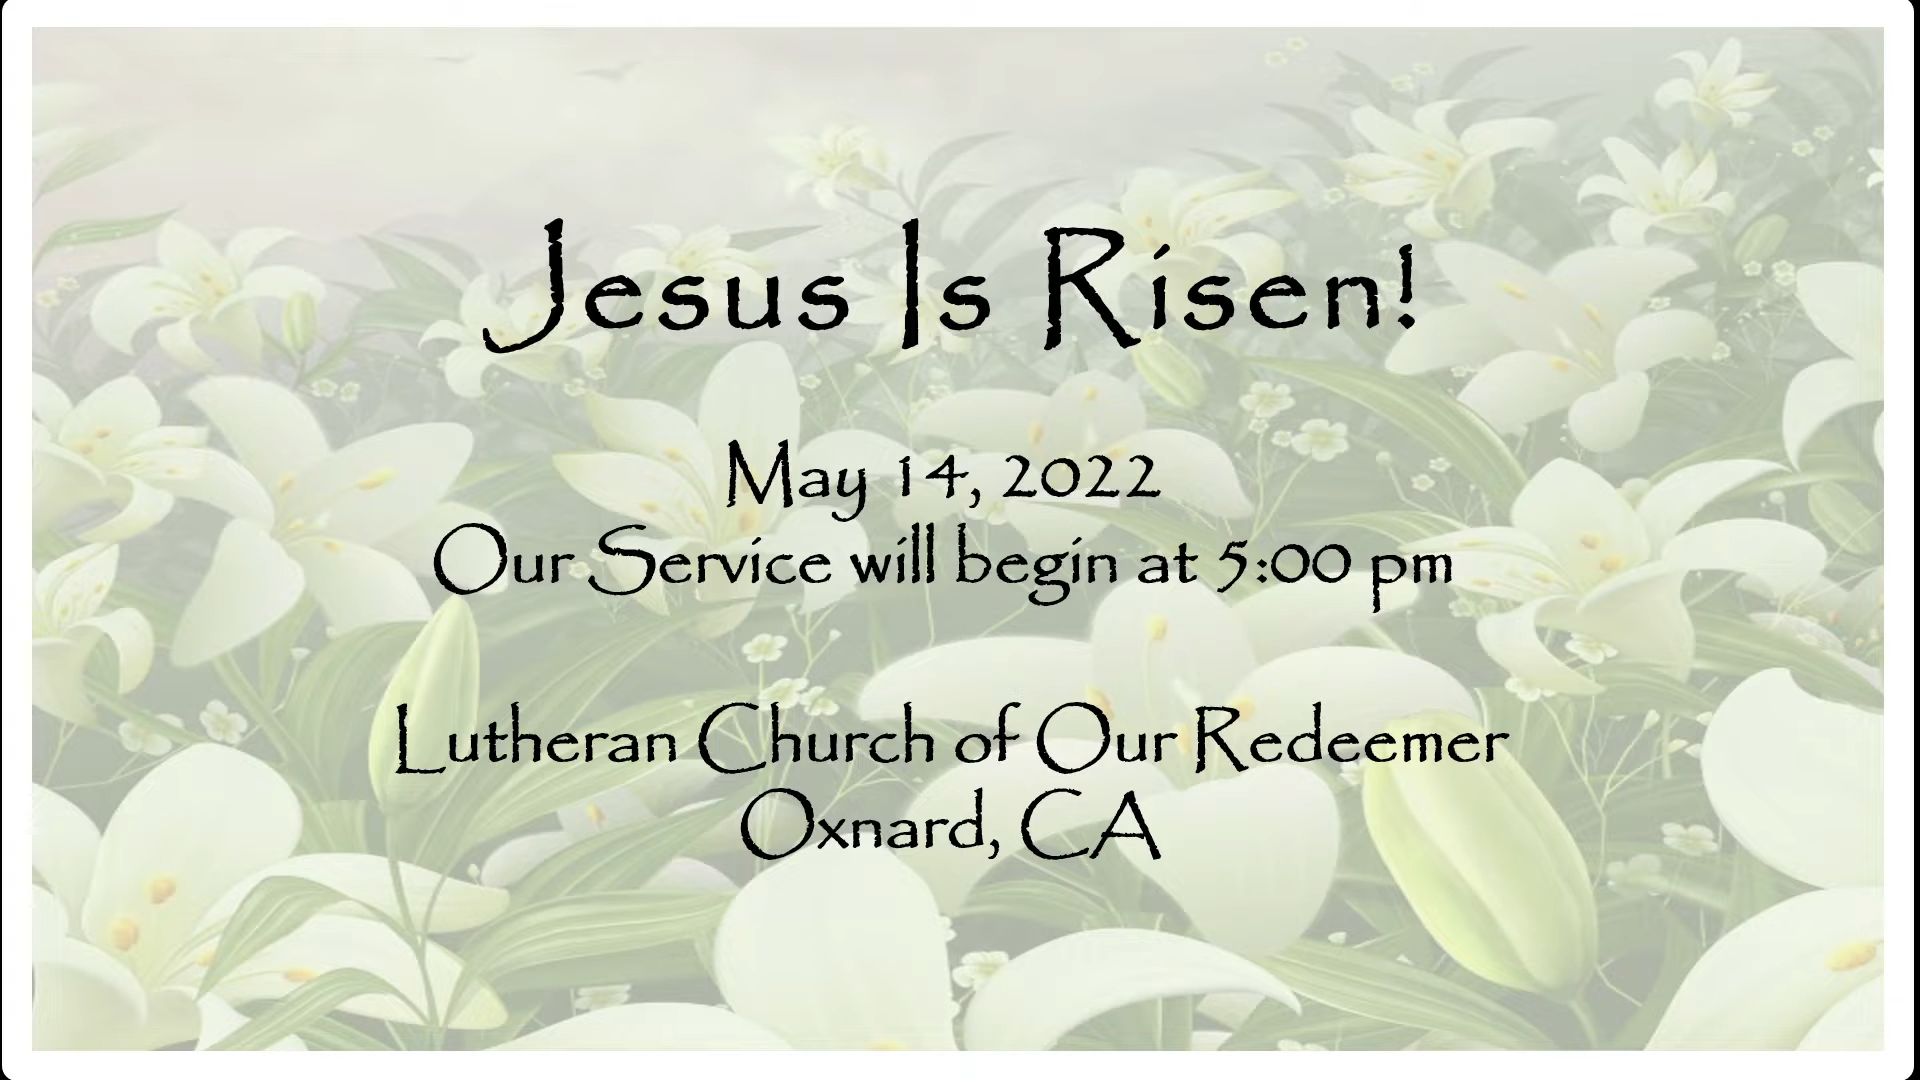 Jesus Is Risen!
May 14, 2022
Our Service will begin at 5:00 pm
Lutheran Church of Our Redeemer
Oxnard, CA